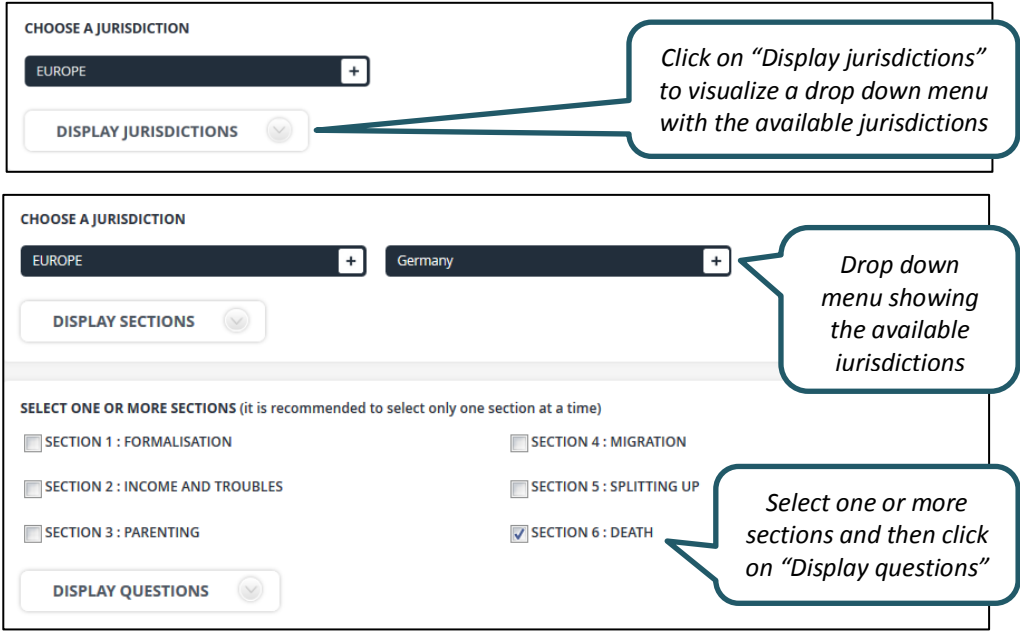 CHOOSE A JURISDICTION
EUROPE +
DISPLAY JURISDICTIONS
Click on “Display jurisdictions”
to visualize a drop down menu
with the available jurisdictions
CHOOSE A JURISDICTION
EUROPE + Germany +
DISPLAY SECTIONS
Drop down
menu showing
the available
iurisdictions
SELECT ONE OR MORE SECTIONS (it is recommended to select only one section at a time)
SECTION 1 : FORMALISATION
SECTION 4 : MIGRATION
SECTION 2 : INCOME AND TROUBLES
SECTION 5 : SPLITTING UP
SECTION 3 : PARENTING
SECTION 6 : DEATH
Select one or more
sections and then click
on “Display questions”
DISPLAY QUESTIONS